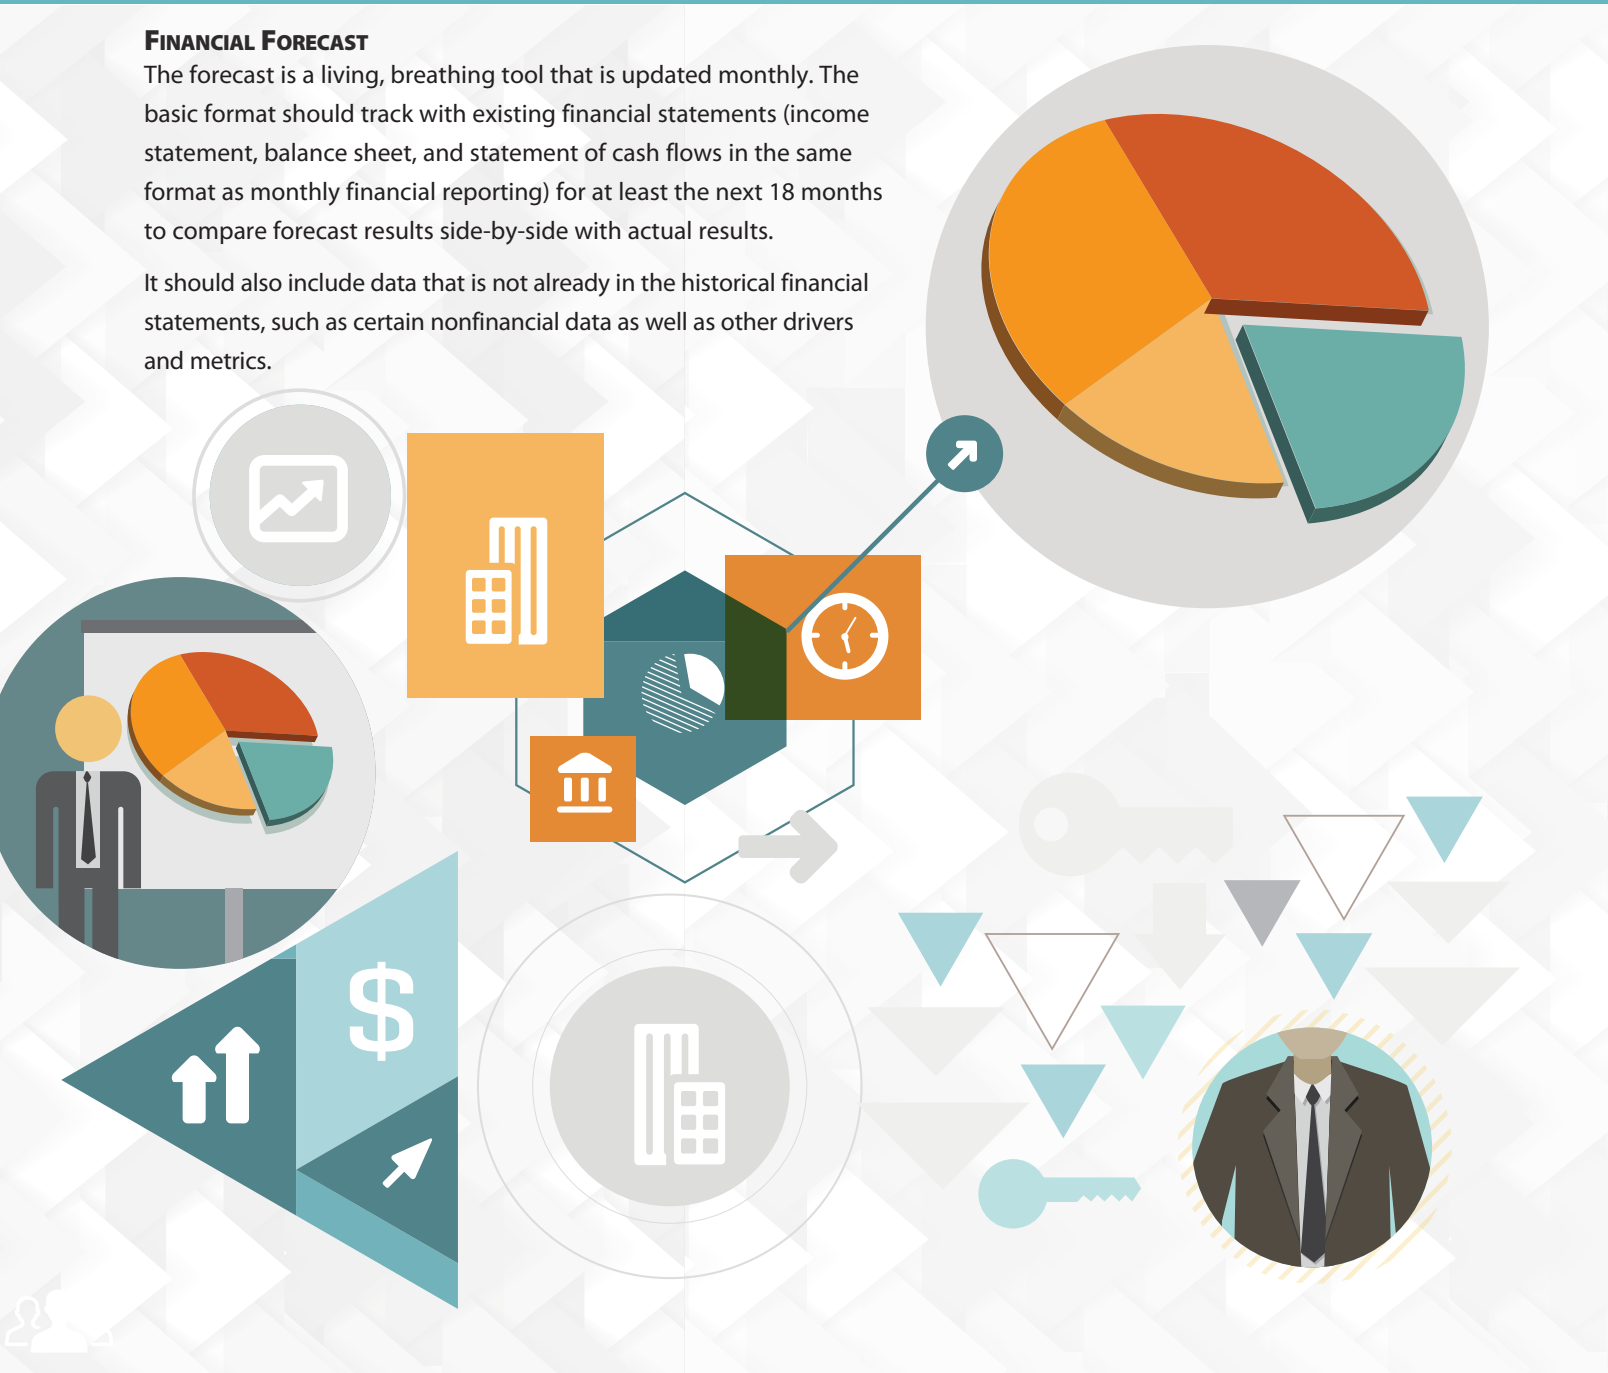 Financial Forecast
The forecast is a living, breathing tool that is updated monthly. The
basic format should track with existing financial statements (income
statement, balance sheet, and statement of cash flows in the same
format as monthly financial reporting) for at least the next 18 months
to compare forecast results side-by-side with actual results.
It should also include data that is not already in the historical financial
statements, such as certain nonfinancial data as well as other drivers
and metrics.
$